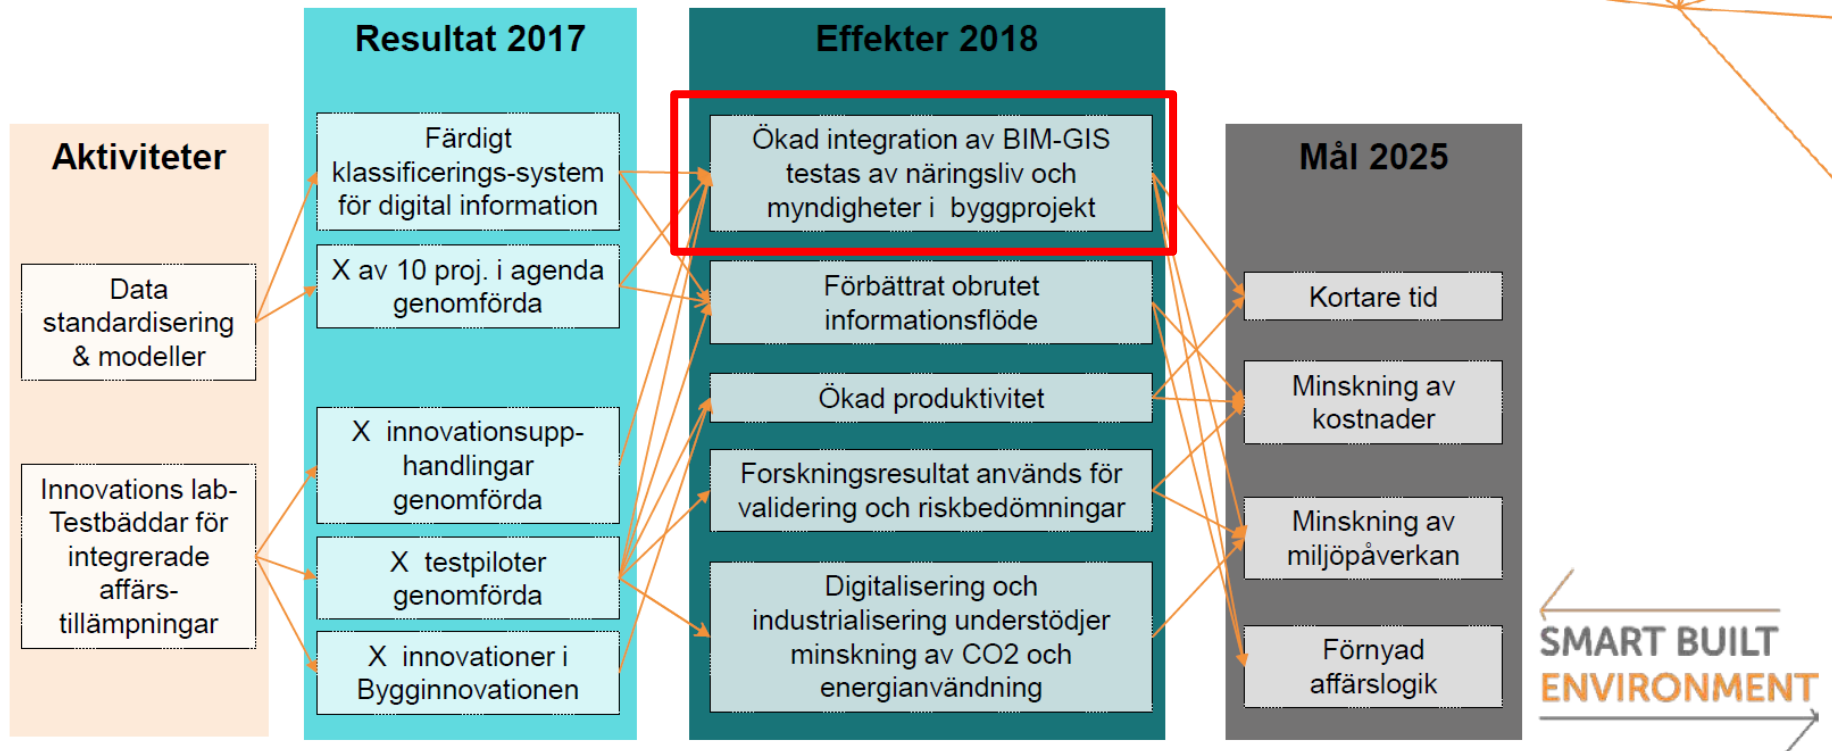 Aktiviteter
Data
standardisering
& modeller
Innovations lab-
Testbäddar för
integrerade
affärs-
tillämpningar
Resultat 2017
Färdigt
klassificerings-system
för digital information
X av 10 proj. i agenda
genomförda
X innovationsupp-
handlingar
genomförda
X testpiloter
genomförda
X innovationer i
Bygginnovationen
Effekter 2018
Ökad integration av BIM-GIS
testas av näringsliv och
myndigheter i byggprojekt
Förbättrat obrutet
informationsflöde
Ökad produktivitet
Forskningsresultat används för
validering och riskbedömningar
Digitalisering och
industrialisering understödjer
minskning av CO2 och
energianvändning
Mål 2025
Kortare tid
Minskning av
kostnader
Minskning av
miljöpåverkan
Förnyad
affärslogik
SMART BUILT
ENVIRONMENT